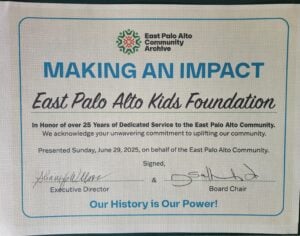 East Palo Alto
Community
Archive
MAKING AN IMPACT
East Palo Alto Kids Foundation
In Honor of over 25 Years of Dedicated Service to the East Palo Alto Community.
We acknowledge your unwavering commitment to uplifting our community.
Presented Sunday, June 29, 2025, on behalf of the East Palo Alto Community.
Signed,
&
Executive Director
Board Chair
Our History is Our Power!